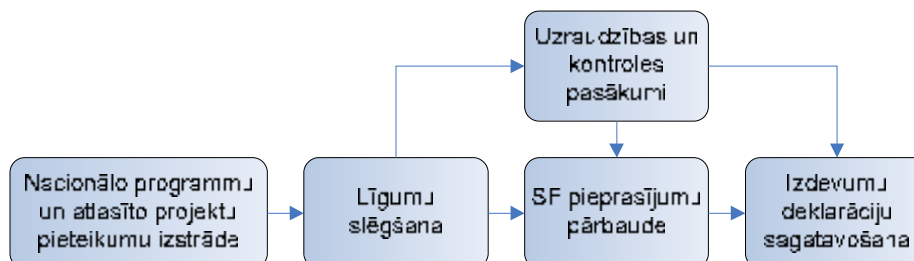 Uzraudzības un
kontroles
pasākumi
Nacionālo programmu
un atlasīto projektu
pieteikumu izstrāde
Līgumu
slēgšana
SF pieprasījumu
pārbaude
Izdevumu
deklarāciju
sagatavošana